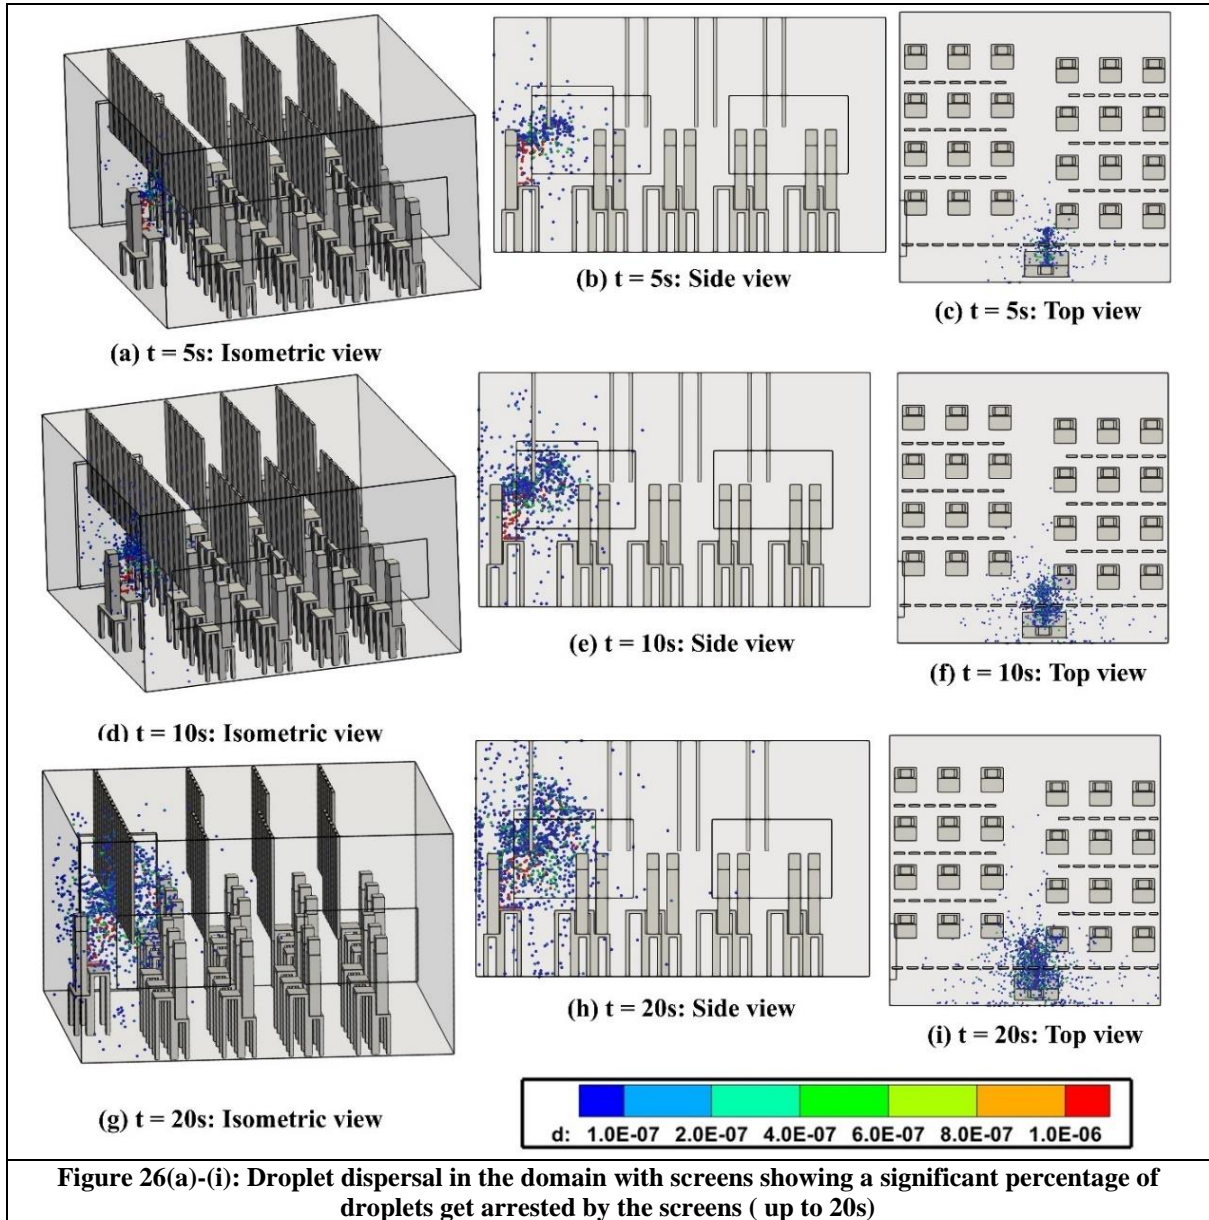 (a) t = 5s: Isometric view
(b) t = 5s: Side view
(c) t = 5s: Top view
(d) t = 10s: Isometric view
(e) t = 10s: Side view
(f) t = 10s: Top view
(g) t = 20s: Isometric view
(h) t = 20s: Side view
(i) t = 20s: Top view
d: 1.0E-07 2.0E-07 4.0E-07 6.0E-07 8.0E-07 1.0E-06
Figure 26(a)-(i): Droplet dispersal in the domain with screens showing a significant percentage of
droplets get arrested by the screens ( up to 20s)